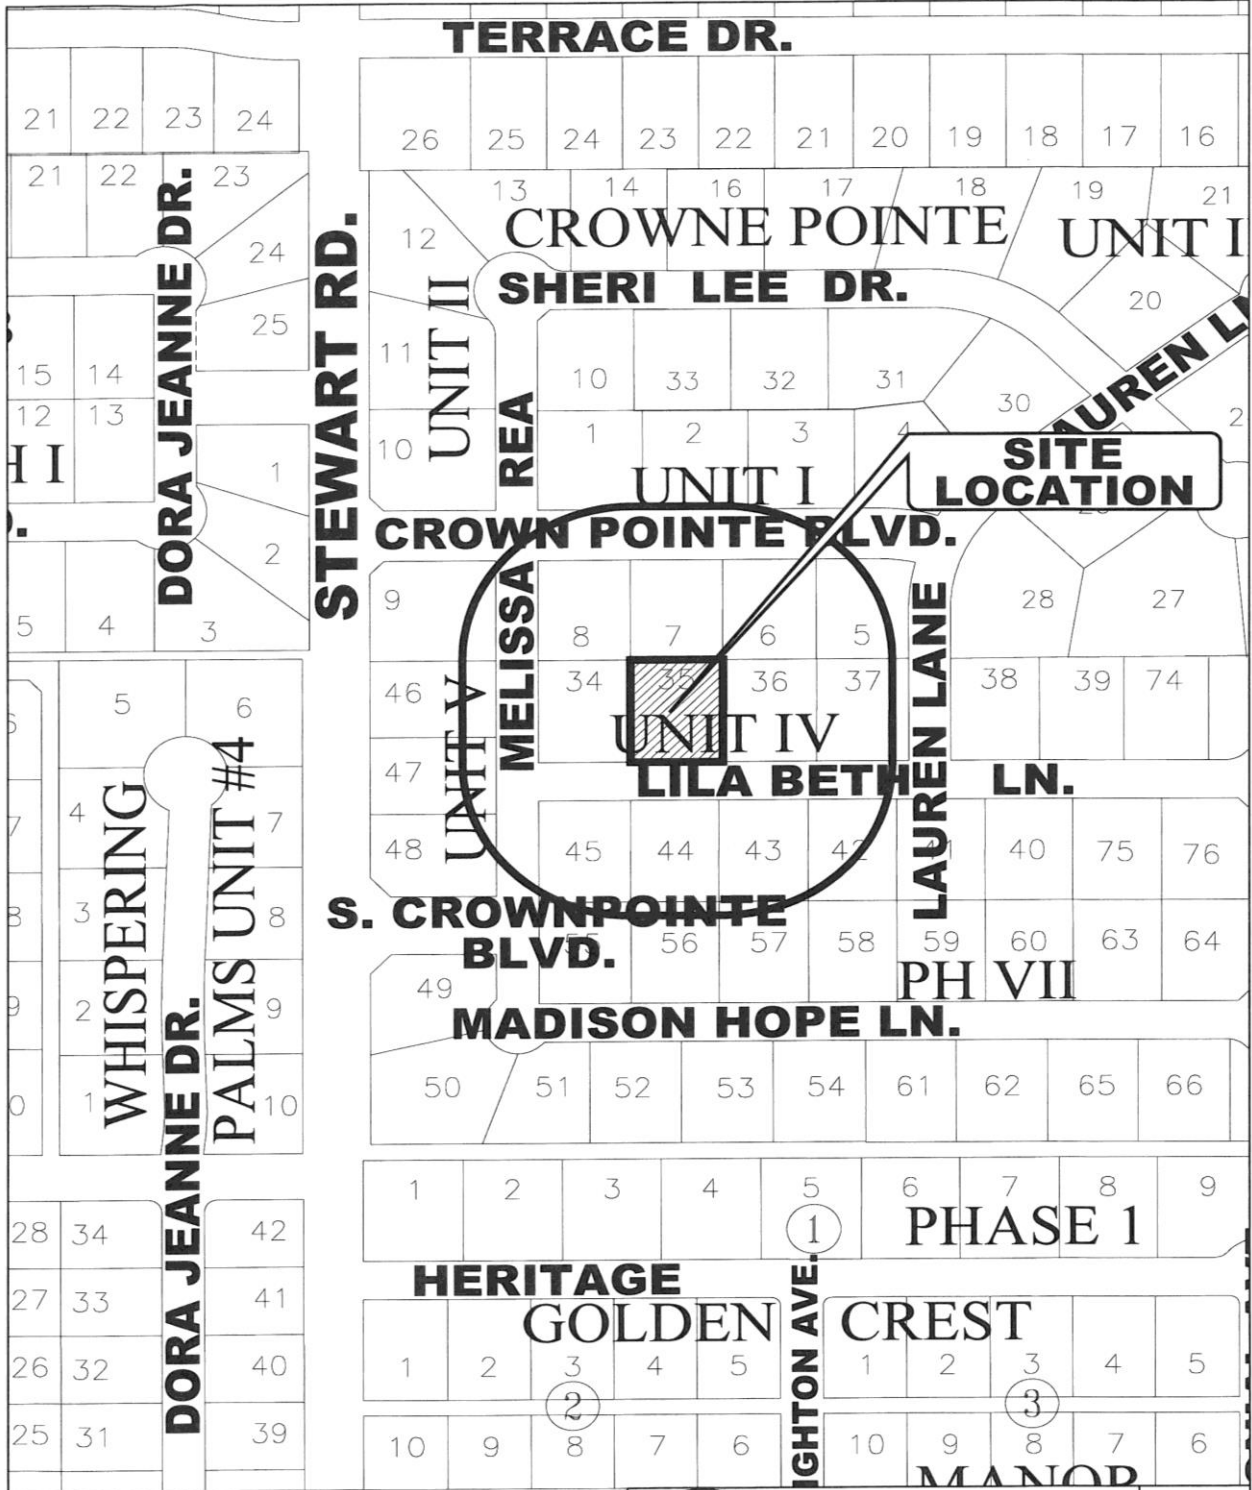 TERRACE DR.
21 22 23 24
26 25 24 23 22 21 20 19 18 17 16
21 22 23
13 14 16 17 18 19 21
12
CROWNE POINTE
UNIT I
24
SHERI LEE DR.
20
25
11
UNIT II
15 14
10 33 32 31
30
LAUREN LN
12 13
10
1 2 3 4
H I
1
UNIT I
SITE
LOCATION
DORA JEANNE DR.
STEWART RD.
MELISSA REA
CROWN POINTE BLVD.
2
9
28 27
5 4 3
8 7 6 5
LAUREN LANE
5 6
46
34 35 36 37
38 39 74
UNIT V
UNIT IV
47
LILA BETH LN.
4 7
WHISPERING
PALMS UNIT #4
48
45 44 43 42 41 40 75 76
3 8
S. CROWNPOINTE
BLVD.
55 56 57 58 59 60 63 64
PH VII
2 9
49
MADISON HOPE LN.
1 10
50 51 52 53 54 61 62 65 66
DORA JEANNE DR.
1 2 3 4 5 6 7 8 9
1
PHASE 1
28 34 42
HERITAGE
27 33 41
GOLDEN CREST
IGHTON AVE.
26 32 40
1 2 3 4 5
1 2 3 4 5
2
3
25 31 39
10 9 8 7 6
10 9 8 7 6
MANOR